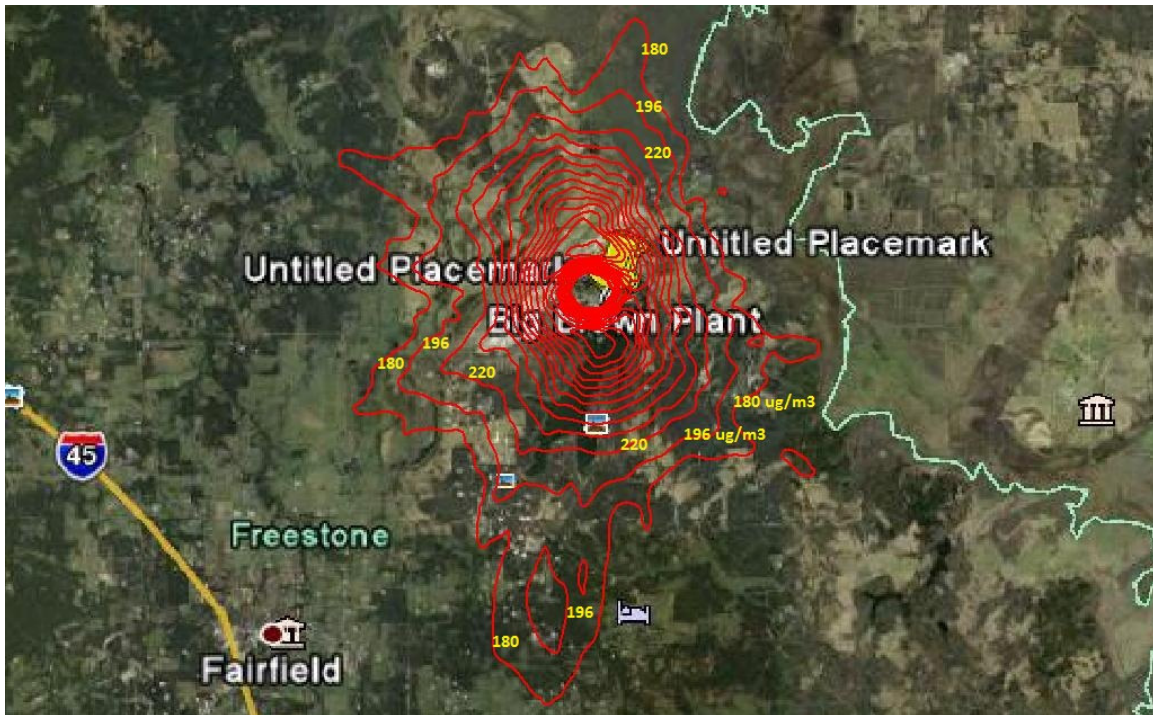 180
196
220
Untitled Placemark
Untitled Placemark
Big Brown Plant
196
180
220
180 ug/m3
196 ug/m3
220
45
Freestone
196
180
Fairfield